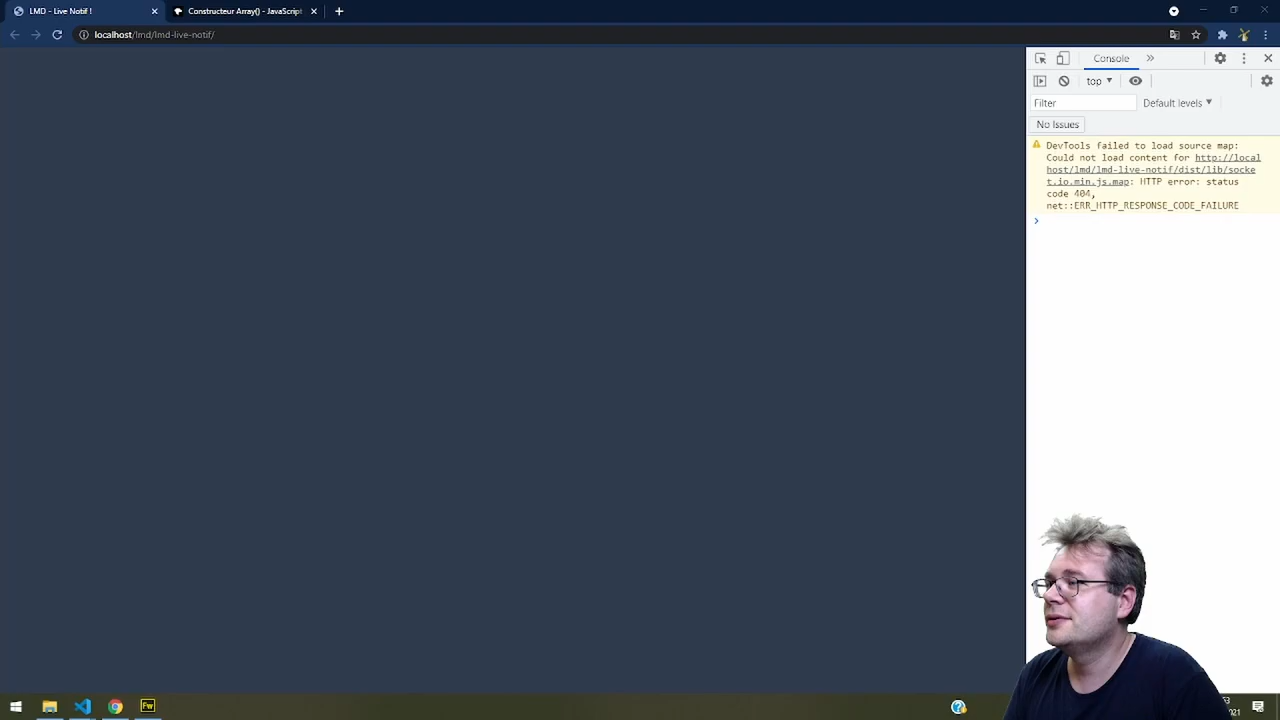 LMD - Live Notif !
Constructeur Array() - JavaScript
localhost/lmd/lmd-live-notif/
Console
top
Filter
Default levels
No Issues
DevTools failed to load source map:
Could not load content for http://local
host/lmd/lmd-live-notif/dist/lib/socke
t.io.min.js.map: HTTP error: status
code 404,
net::ERR_HTTP_RESPONSE_CODE_FAILURE
Fw